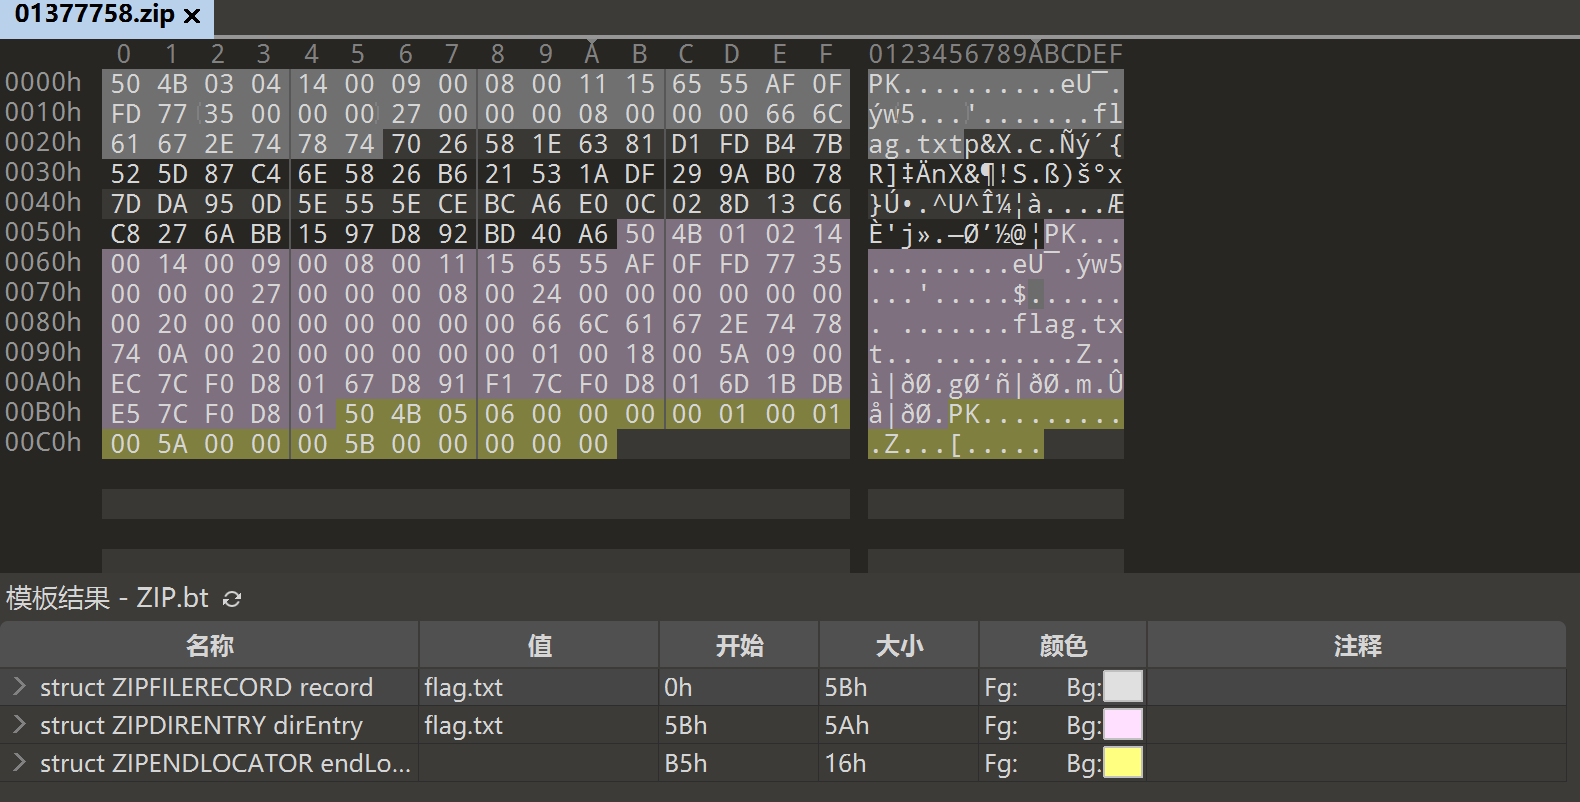 01377758.zip ×
0 1 2 3 4 5 6 7 8 9 A B C D E F 0123456789ABCDEF
0000h 50 4B 03 04 14 00 09 00 08 00 11 15 65 55 AF 0F PK..........eU¯.
0010h FD 77 35 00 00 00 27 00 00 00 08 00 00 00 66 6C ýw5...'.......fl
0020h 61 67 2E 74 78 74 70 26 58 1E 63 81 D1 FD B4 7B ag.txtp&X.c.Ñý´{
0030h 52 5D 87 C4 6E 58 26 B6 21 53 1A DF 29 9A B0 78 R]‡ÄnX&¶!S.ß)š°x
0040h 7D DA 95 0D 5E 55 5E CE BC A6 E0 0C 02 8D 13 C6 }Ú•.^U^Î¼¦à....Æ
0050h C8 27 6A BB 15 97 D8 92 BD 40 A6 50 4B 01 02 14 È'j».—Ø’½@¦PK...
0060h 00 14 00 09 00 08 00 11 15 65 55 AF 0F FD 77 35 .........eU¯.ýw5
0070h 00 00 00 27 00 00 00 08 00 24 00 00 00 00 00 00 ...'.....$......
0080h 00 20 00 00 00 00 00 00 00 66 6C 61 67 2E 74 78 . .......flag.tx
0090h 74 0A 00 20 00 00 00 00 00 01 00 18 00 5A 09 00 t.. .........Z..
00A0h EC 7C F0 D8 01 67 D8 91 F1 7C F0 D8 01 6D 1B DB ì|ðØ.gØ‘ñ|ðØ.m.Û
00B0h E5 7C F0 D8 01 50 4B 05 06 00 00 00 00 01 00 01 å|ðØ.PK.........
00C0h 00 5A 00 00 00 5B 00 00 00 00 00 .Z...[.....
模板结果 - ZIP.bt
名称 值 开始 大小 颜色 注释
> struct ZIPFILERECORD record flag.txt 0h 5Bh Fg: Bg:
> struct ZIPDIRENTRY dirEntry flag.txt 5Bh 5Ah Fg: Bg:
> struct ZIPENDLOCATOR endLo... B5h 16h Fg: Bg: